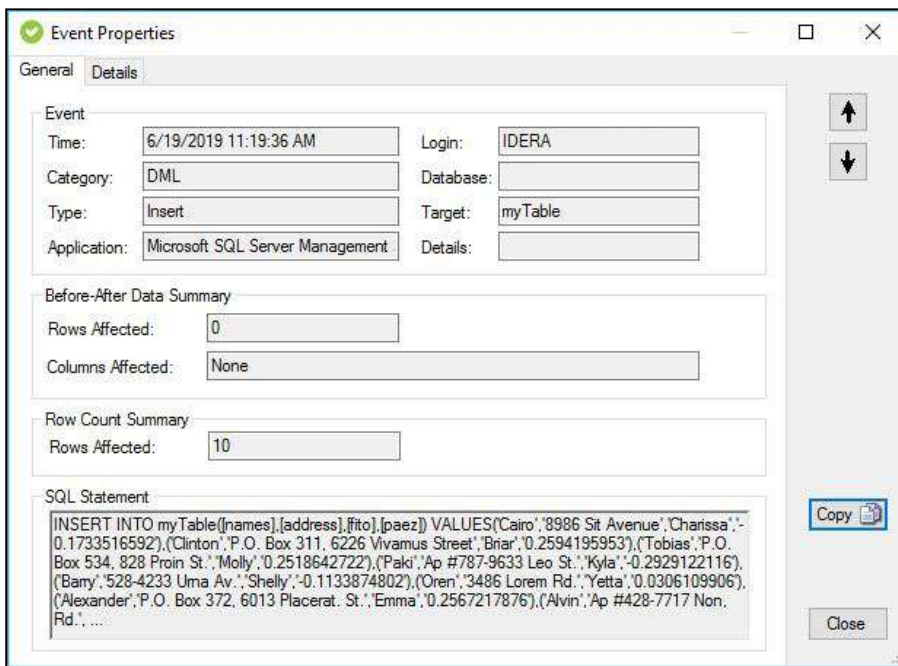 Event Properties
General Details
Event
Time: 6/19/2019 11:19:36 AM Login: IDERA
Category: DML Database:
Type: Insert Target: myTable
Application: Microsoft SQL Server Management Details:
Before-After Data Summary
Rows Affected: 0
Columns Affected: None
Row Count Summary
Rows Affected: 10
SQL Statement
INSERT INTO myTable([names],[address],[fito],[paez]) VALUES('Cairo','8986 Sit Avenue','Charissa','-
0.1733516592'),('Clinton','P.O. Box 311, 6226 Vivamus Street','Briar','0.2594195953'),('Tobias','P.O.
Box 534, 828 Proin St.','Molly','0.2518642722'),('Paki','Ap #787-9633 Leo St.','Kyla','-0.2929122116'),
('Barry','528-4233 Urna Av.','Shelly','-0.1133874802'),('Oren','3486 Lorem Rd.','Yetta','0.0306109906'),
('Alexander','P.O. Box 372, 6013 Placerat. St.','Emma','0.2567217876'),('Alvin','Ap #428-7717 Non,
Rd.', ...
Copy
Close